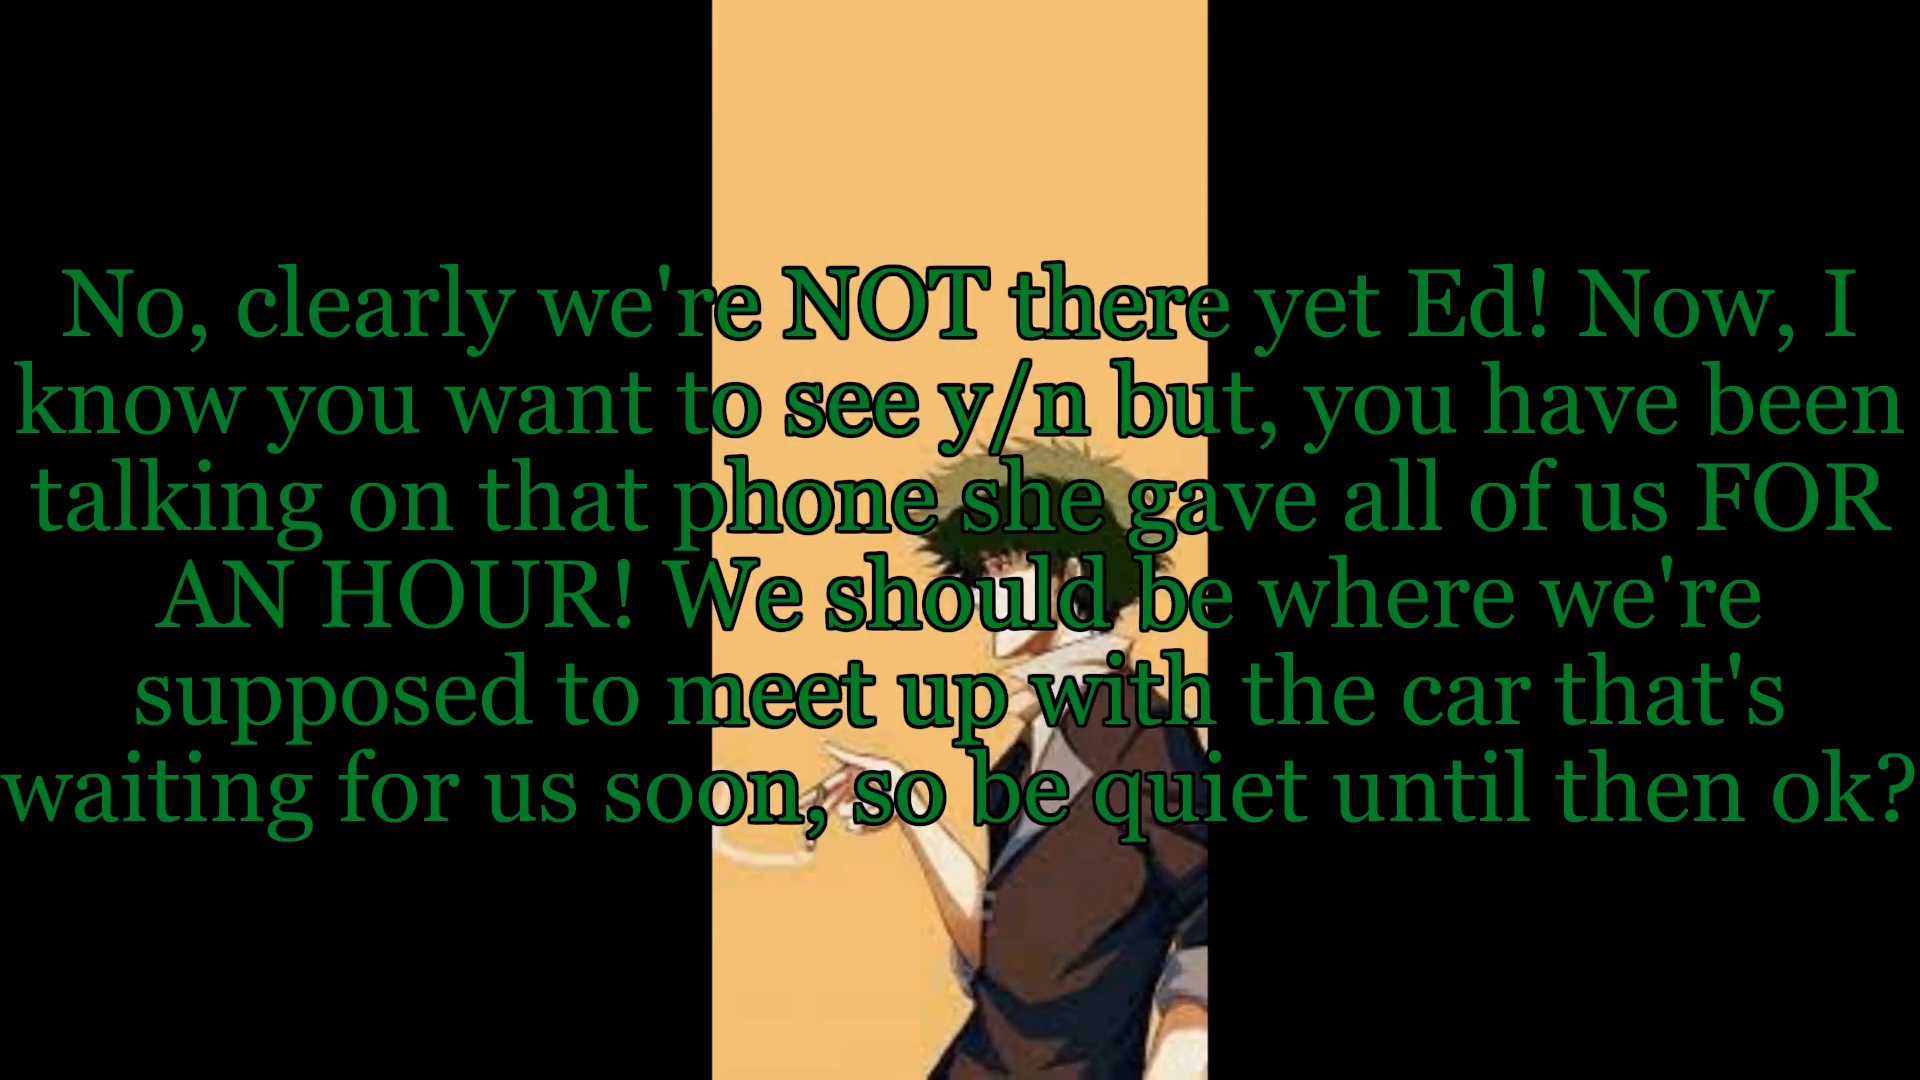 No, clearly we're NOT there yet Ed! Now, I
know you want to see y/n but, you have been
talking on that phone she gave all of us FOR
AN HOUR! We should be where we're
supposed to meet up with the car that's
waiting for us soon, so be quiet until then ok?